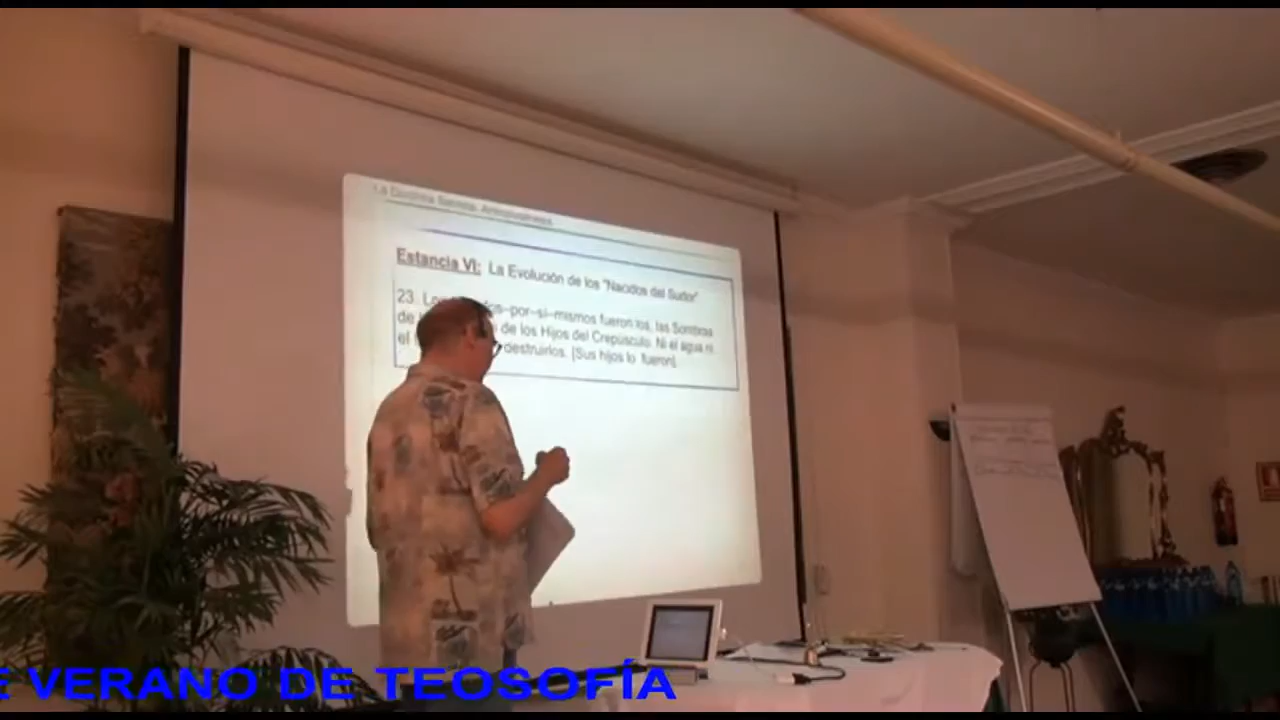 La Doctrina Secreta- Antropogénesis
Estancia VI: La Evolución de los "Nacidos del Sudor"
23. Los dos-por-sí-mismos fueron los, las Sombras
de de los Hijos del Crepúsculo. Ni el agua ni
el destruirlos. [Sus hijos lo fueron].
E VERANO DE TEOSOFÍA